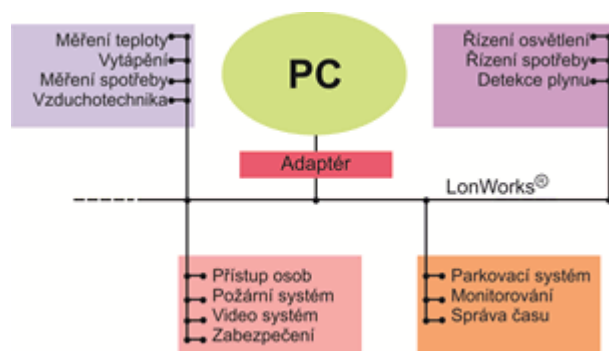 Měření teploty
Vytápění
Měření spotřeby
Vzduchotechnika
PC
Řízení osvětlení
Řízení spotřeby
Detekce plynu
Adaptér
LonWorks®
Přístup osob
Požární systém
Video systém
Zabezpečení
Parkovací systém
Monitorování
Správa času